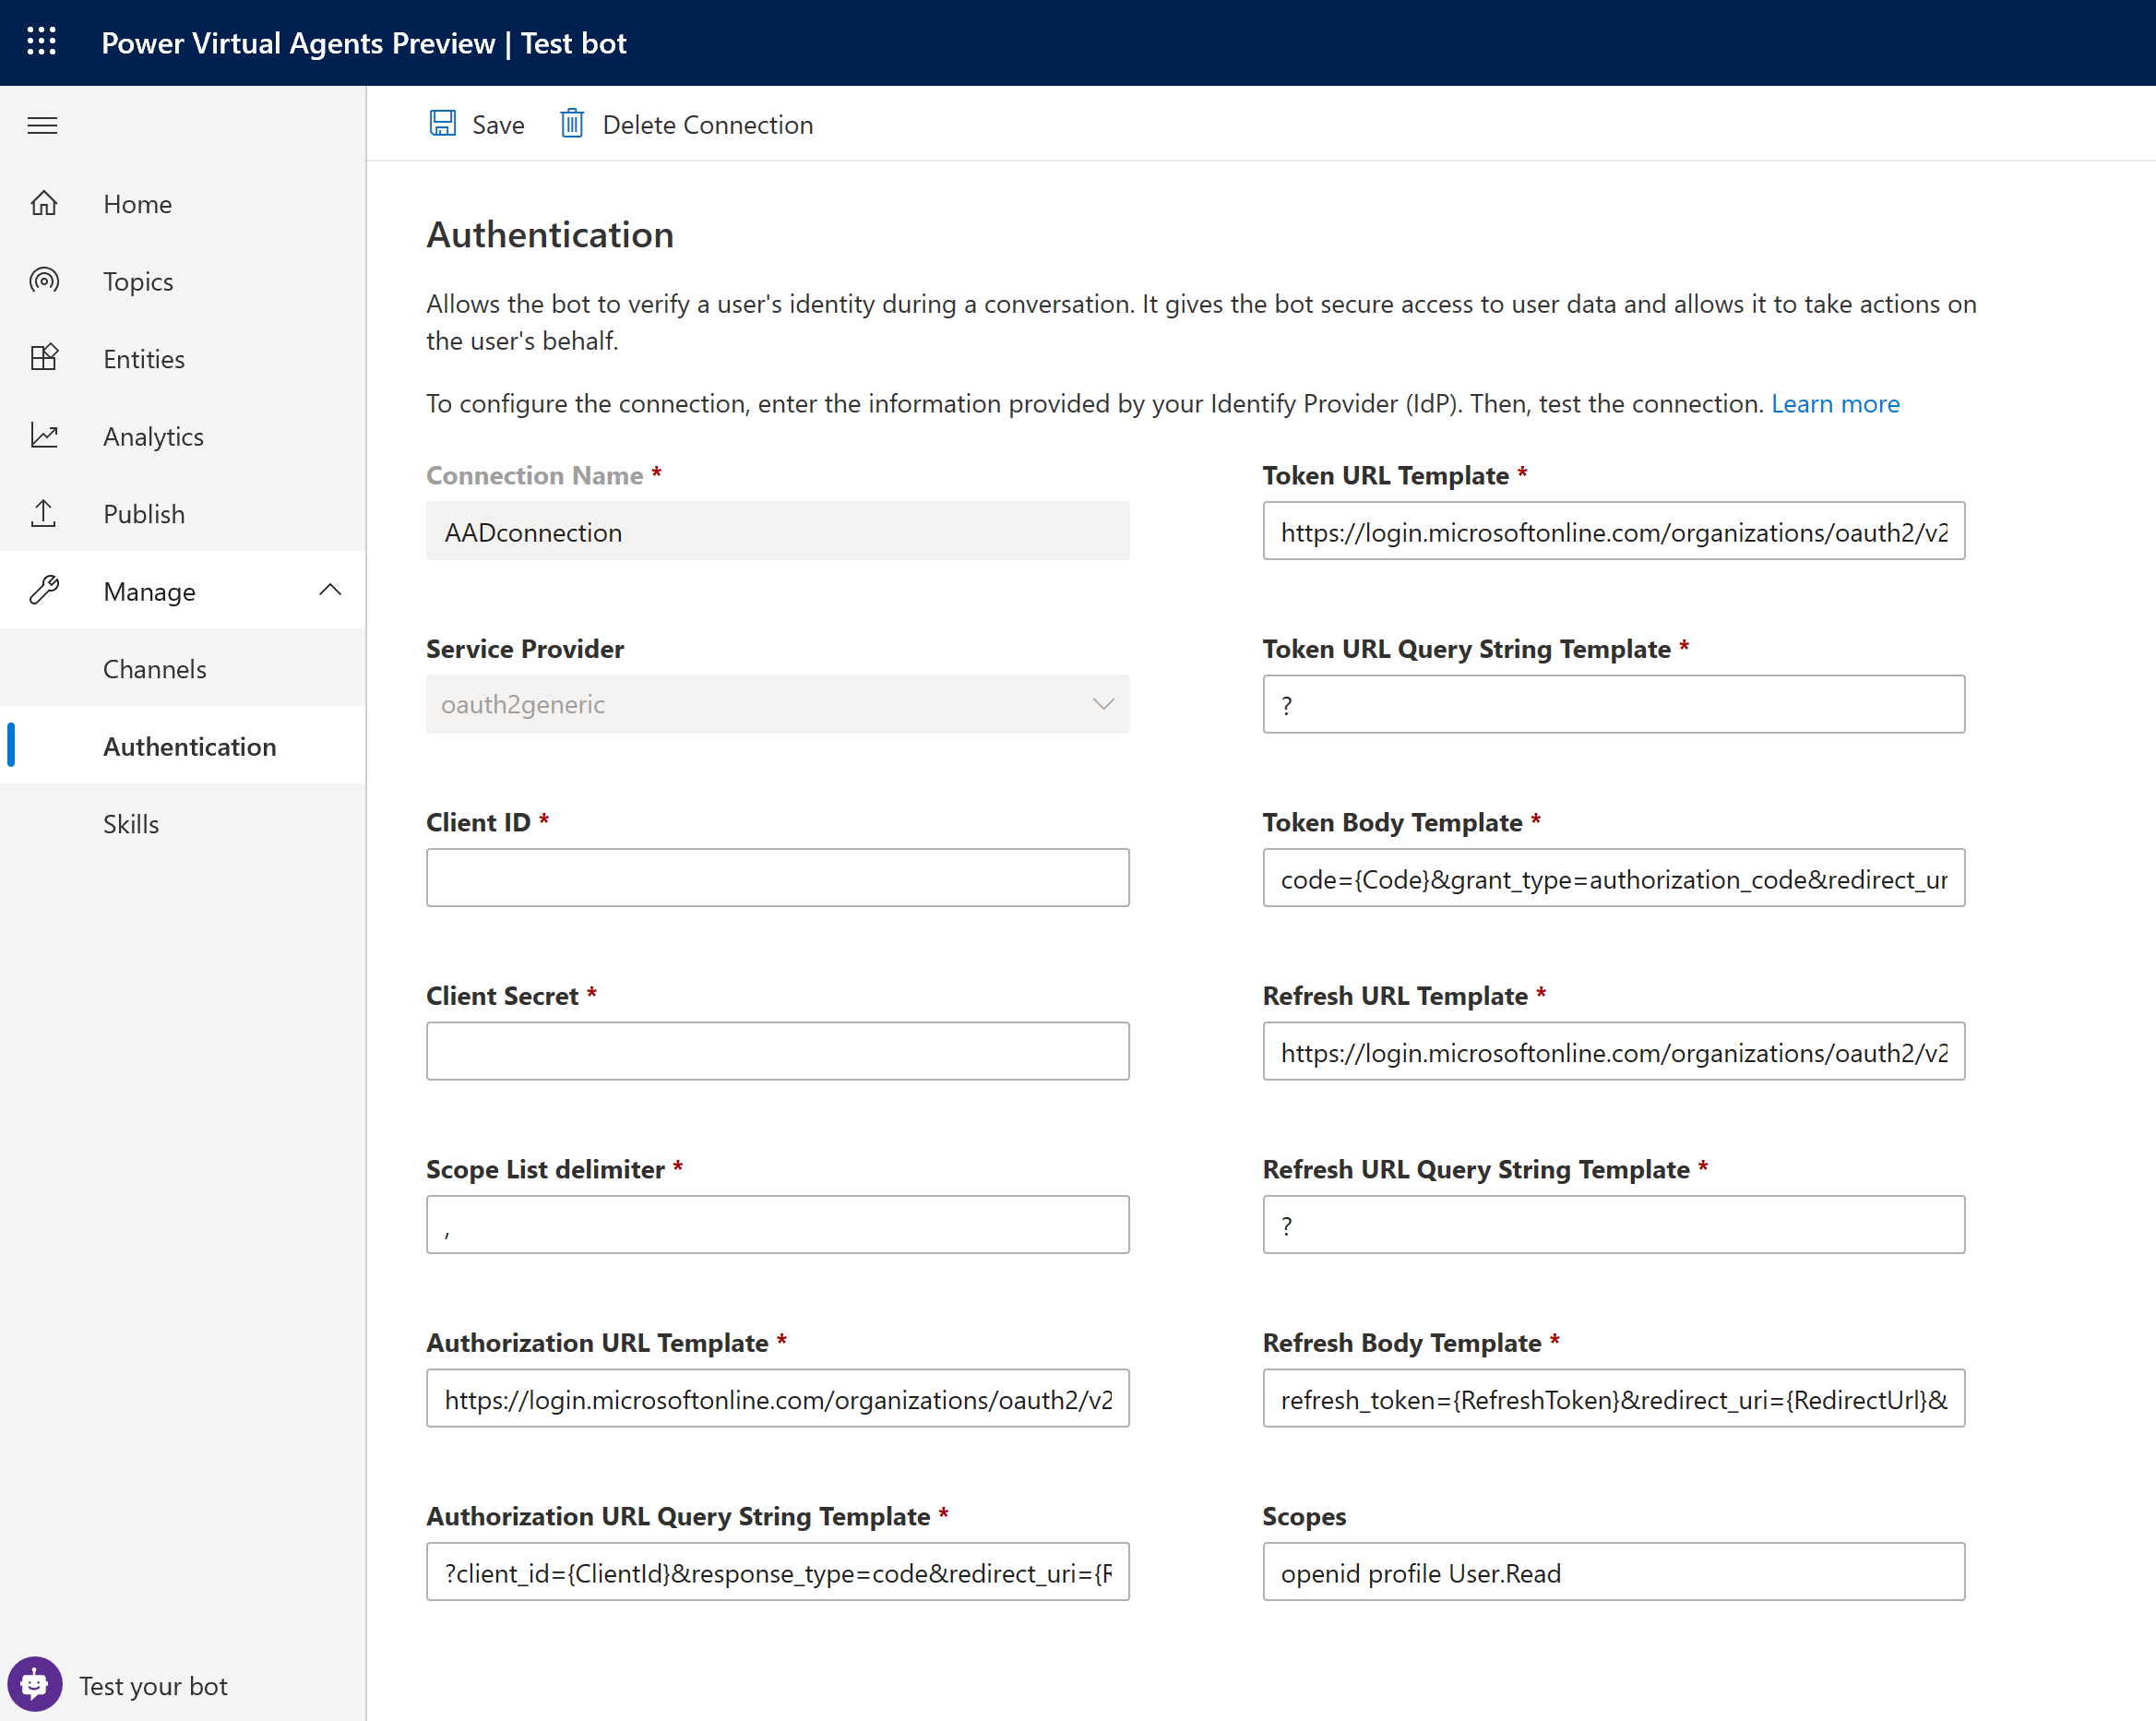 Power Virtual Agents Preview | Test bot
Save
Delete Connection
Home
Topics
Entities
Analytics
Publish
Manage
Channels
Authentication
Skills
Test your bot
Authentication
Allows the bot to verify a user's identity during a conversation. It gives the bot secure access to user data and allows it to take actions on
the user's behalf.
To configure the connection, enter the information provided by your Identify Provider (IdP). Then, test the connection. Learn more
Connection Name *
AADconnection
Service Provider
oauth2generic
Client ID *
Client Secret *
Scope List delimiter *
,
Authorization URL Template *
https://login.microsoftonline.com/organizations/oauth2/v2
Authorization URL Query String Template *
?client_id={ClientId}&response_type=code&redirect_uri={R
Token URL Template *
https://login.microsoftonline.com/organizations/oauth2/v2
Token URL Query String Template *
?
Token Body Template *
code={Code}&grant_type=authorization_code&redirect_ur
Refresh URL Template *
https://login.microsoftonline.com/organizations/oauth2/v2
Refresh URL Query String Template *
?
Refresh Body Template *
refresh_token={RefreshToken}&redirect_uri={RedirectUrl}&
Scopes
openid profile User.Read